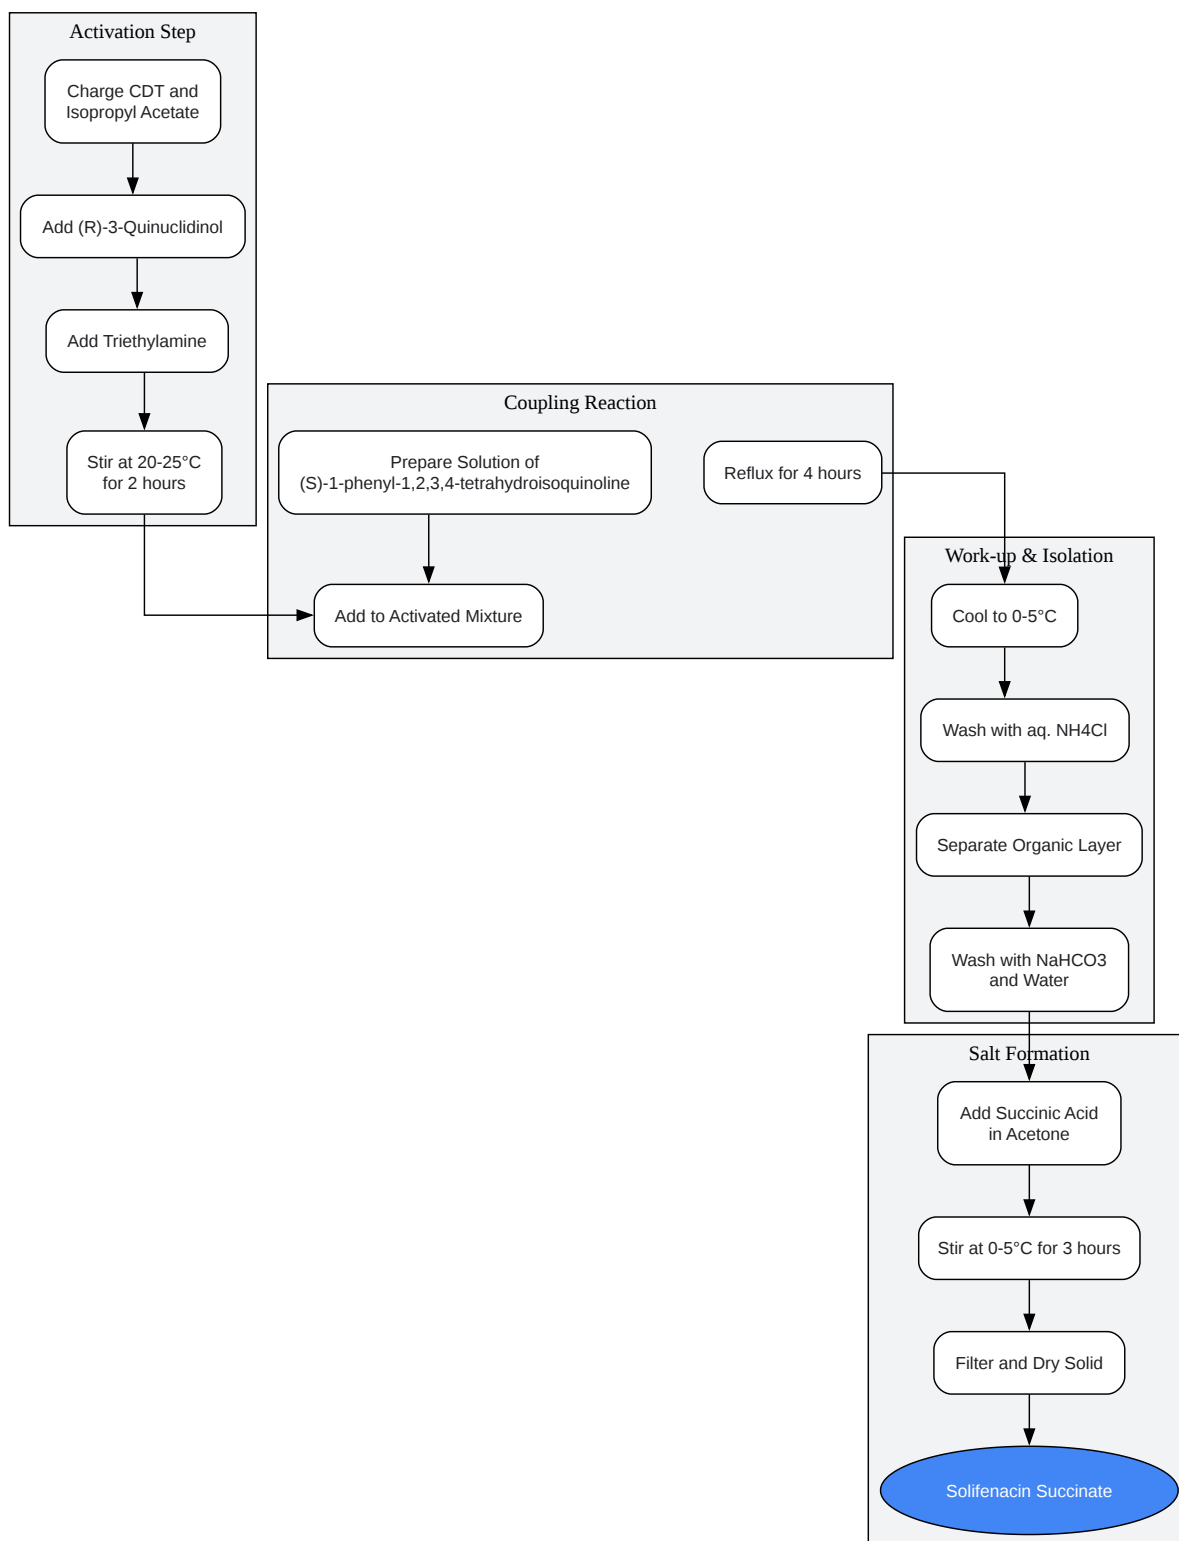 Activation Step
Charge CDT and
Isopropyl Acetate
Add (R)-3-Quinuclidinol
Add Triethylamine
Stir at 20-25°C
for 2 hours
Coupling Reaction
Prepare Solution of
(S)-1-phenyl-1,2,3,4-tetrahydroisoquinoline
Reflux for 4 hours
Add to Activated Mixture
Work-up & Isolation
Cool to 0-5°C
Wash with aq. NH4Cl
Separate Organic Layer
Wash with NaHCO3
and Water
Salt Formation
Add Succinic Acid
in Acetone
Stir at 0-5°C for 3 hours
Filter and Dry Solid
Solifenacin Succinate